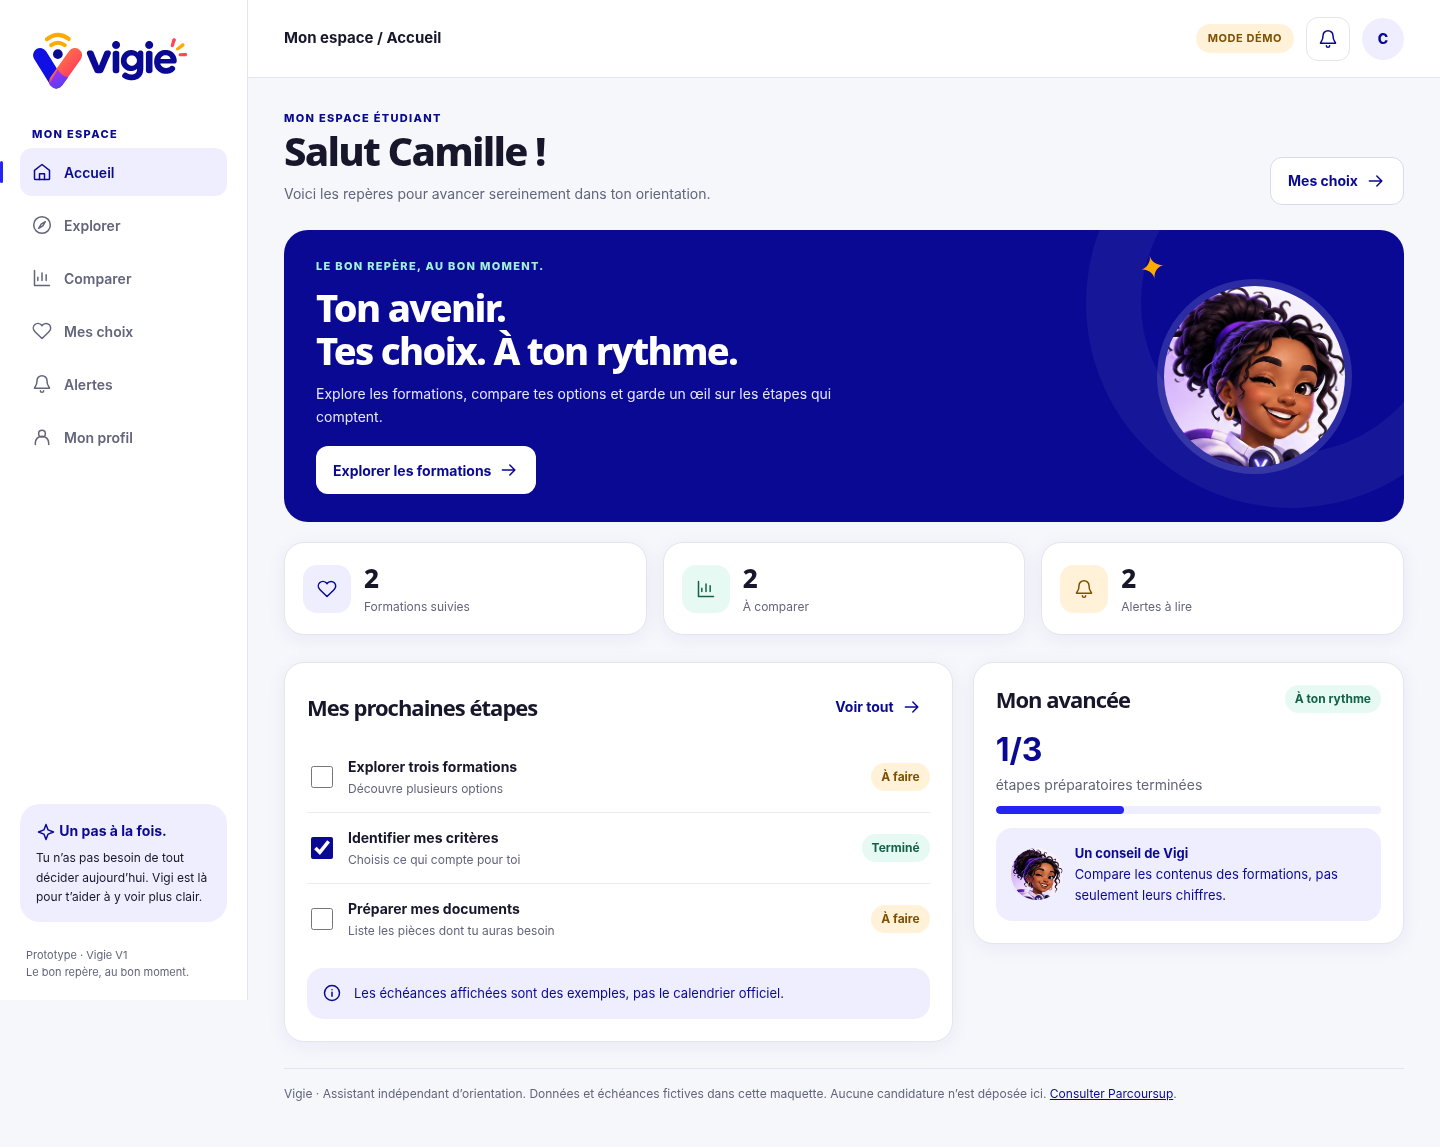 vigie
MON ESPACE
Accueil
Explorer
Comparer
Mes choix
Alertes
Mon profil
Un pas à la fois.
Tu n’as pas besoin de tout
décider aujourd’hui. Vigi est là
pour t’aider à y voir plus clair.
Prototype · Vigie V1
Le bon repère, au bon moment.
Mon espace / Accueil
MODE DÉMO
C
MON ESPACE ÉTUDIANT
Salut Camille !
Voici les repères pour avancer sereinement dans ton orientation.
Mes choix
LE BON REPÈRE, AU BON MOMENT.
Ton avenir.
Tes choix. À ton rythme.
Explore les formations, compare tes options et garde un œil sur les étapes qui
comptent.
Explorer les formations
2
Formations suivies
2
À comparer
2
Alertes à lire
Mes prochaines étapes
Voir tout
Explorer trois formations
Découvre plusieurs options
À faire
Identifier mes critères
Choisis ce qui compte pour toi
Terminé
Préparer mes documents
Liste les pièces dont tu auras besoin
À faire
Les échéances affichées sont des exemples, pas le calendrier officiel.
Mon avancée
À ton rythme
1/3
étapes préparatoires terminées
Un conseil de Vigi
Compare les contenus des formations, pas
seulement leurs chiffres.
Vigie · Assistant indépendant d’orientation. Données et échéances fictives dans cette maquette. Aucune candidature n’est déposée ici. Consulter Parcoursup.